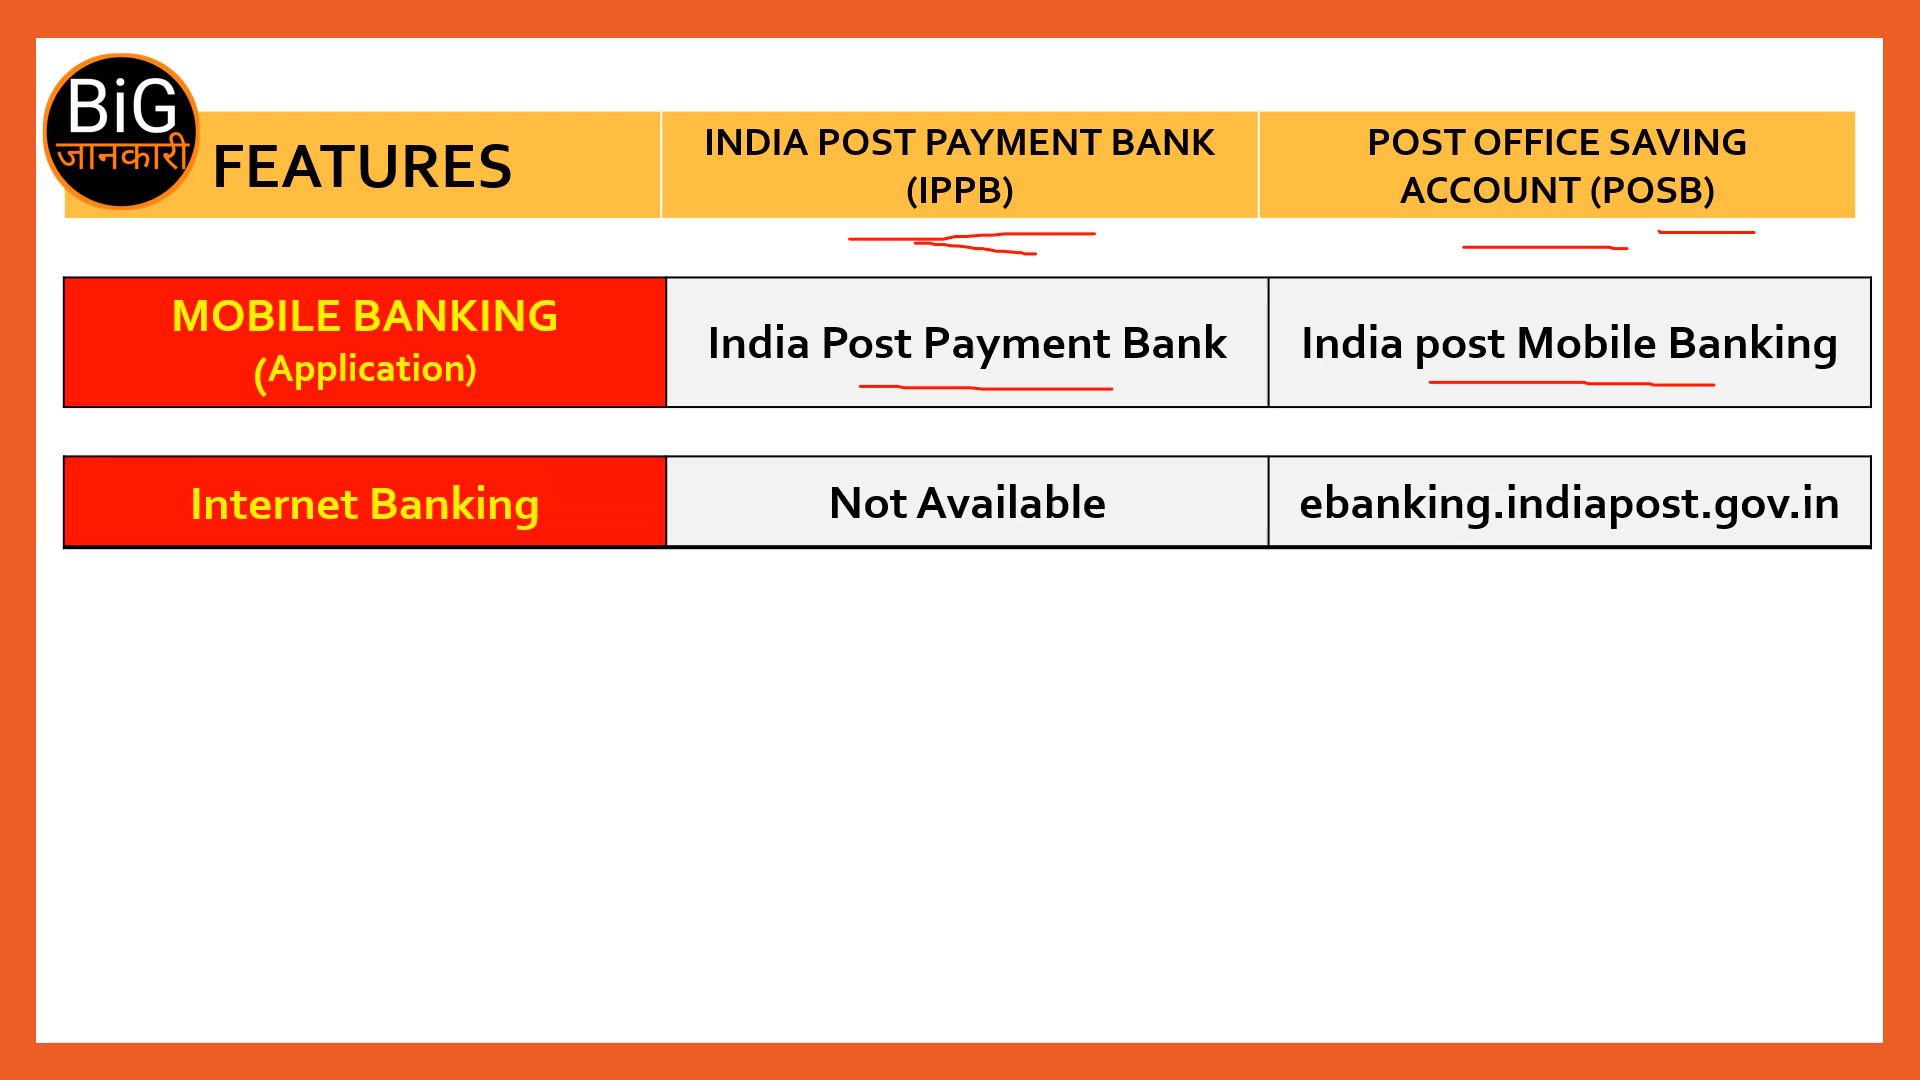 BiG
जानकारी
FEATURES
INDIA POST PAYMENT BANK
(IPPB)
POST OFFICE SAVING
ACCOUNT (POSB)
MOBILE BANKING
(Application)
India Post Payment Bank
India post Mobile Banking
Internet Banking
Not Available
ebanking.indiapost.gov.in